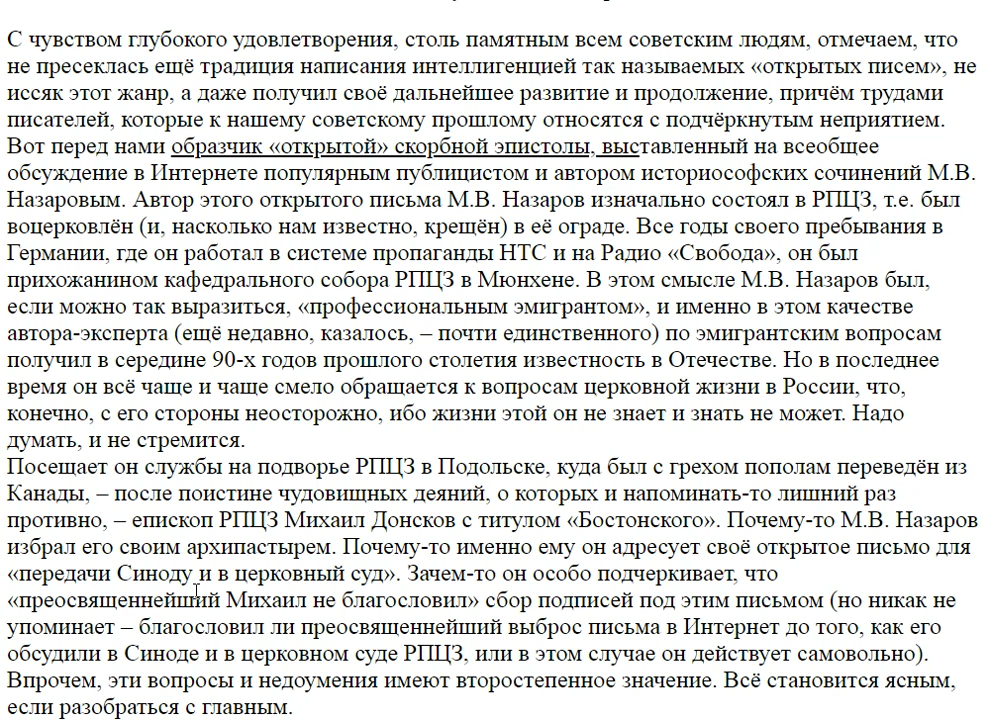 С чувством глубокого удовлетворения, столь памятным всем советским людям, отмечаем, что
не пресеклась ещё традиция написания интеллигенцией так называемых «открытых писем», не
иссяк этот жанр, а даже получил своё дальнейшее развитие и продолжение, причём трудами
писателей, которые к нашему советскому прошлому относятся с подчёркнутым неприятием.
Вот перед нами образчик «открытой» скорбной эпистолы, выставленный на всеобщее
обсуждение в Интернете популярным публицистом и автором историософских сочинений М.В.
Назаровым. Автор этого открытого письма М.В. Назаров изначально состоял в РПЦЗ, т.е. был
воцерковлён (и, насколько нам известно, крещён) в её ограде. Все годы своего пребывания в
Германии, где он работал в системе пропаганды НТС и на Радио «Свобода», он был
прихожанином кафедрального собора РПЦЗ в Мюнхене. В этом смысле М.В. Назаров был,
если можно так выразиться, «профессиональным эмигрантом», и именно в этом качестве
автора-эксперта (ещё недавно, казалось, – почти единственного) по эмигрантским вопросам
получил в середине 90-х годов прошлого столетия известность в Отечестве. Но в последнее
время он всё чаще и чаще смело обращается к вопросам церковной жизни в России, что,
конечно, с его стороны неосторожно, ибо жизни этой он не знает и знать не может. Надо
думать, и не стремится.
Посещает он службы на подворье РПЦЗ в Подольске, куда был с грехом пополам переведён из
Канады, – после поистине чудовищных деяний, о которых и напоминать-то лишний раз
противно, – епископ РПЦЗ Михаил Донсков с титулом «Бостонского». Почему-то М.В. Назаров
избрал его своим архипастырем. Почему-то именно ему он адресует своё открытое письмо для
«передачи Синоду и в церковный суд». Зачем-то он особо подчеркивает, что
«преосвященнейший Михаил не благословил» сбор подписей под этим письмом (но никак не
упоминает – благословил ли преосвященнейший выброс письма в Интернет до того, как его
обсудили в Синоде и в церковном суде РПЦЗ, или в этом случае он действует самовольно).
Впрочем, эти вопросы и недоумения имеют второстепенное значение. Всё становится ясным,
если разобраться с главным.